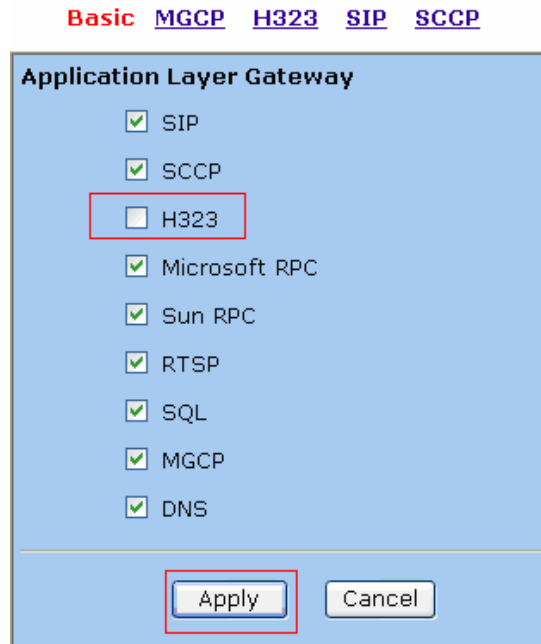 Basic MGCP H323 SIP SCCP
Application Layer Gateway
SIP
SCCP
H323
Microsoft RPC
Sun RPC
RTSP
SQL
MGCP
DNS
Apply Cancel